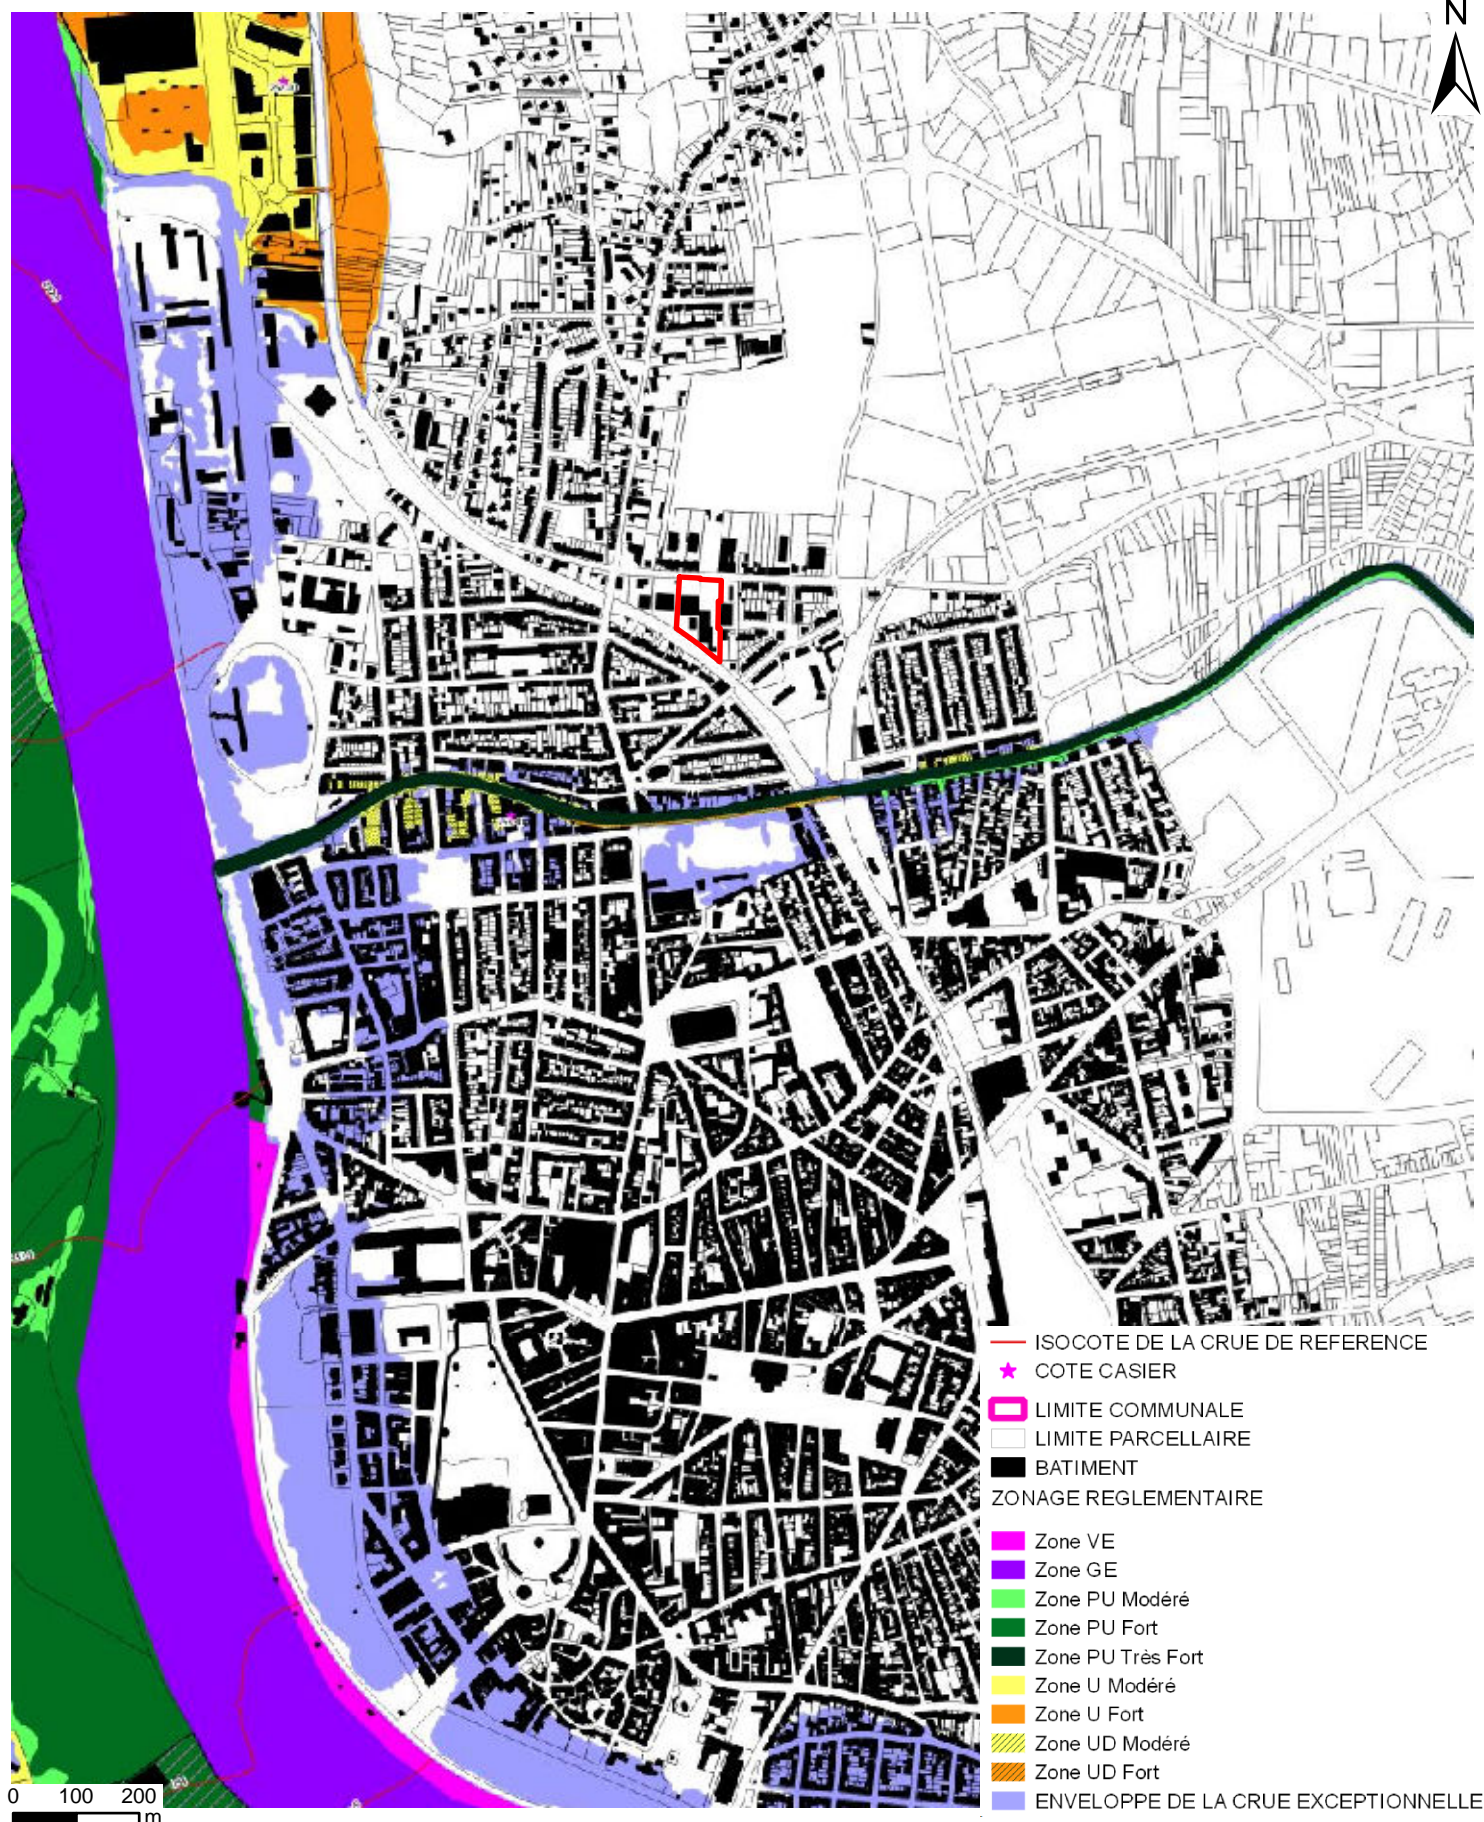 N
ISOCOTE DE LA CRUE DE REFERENCE
COTE CASIER
LIMITE COMMUNALE
LIMITE PARCELLAIRE
BATIMENT
ZONAGE REGLEMENTAIRE
Zone VE
Zone GE
Zone PU Modéré
Zone PU Fort
Zone PU Très Fort
Zone U Modéré
Zone U Fort
Zone UD Modéré
Zone UD Fort
ENVELOPPE DE LA CRUE EXCEPTIONNELLE
0 100 200
m